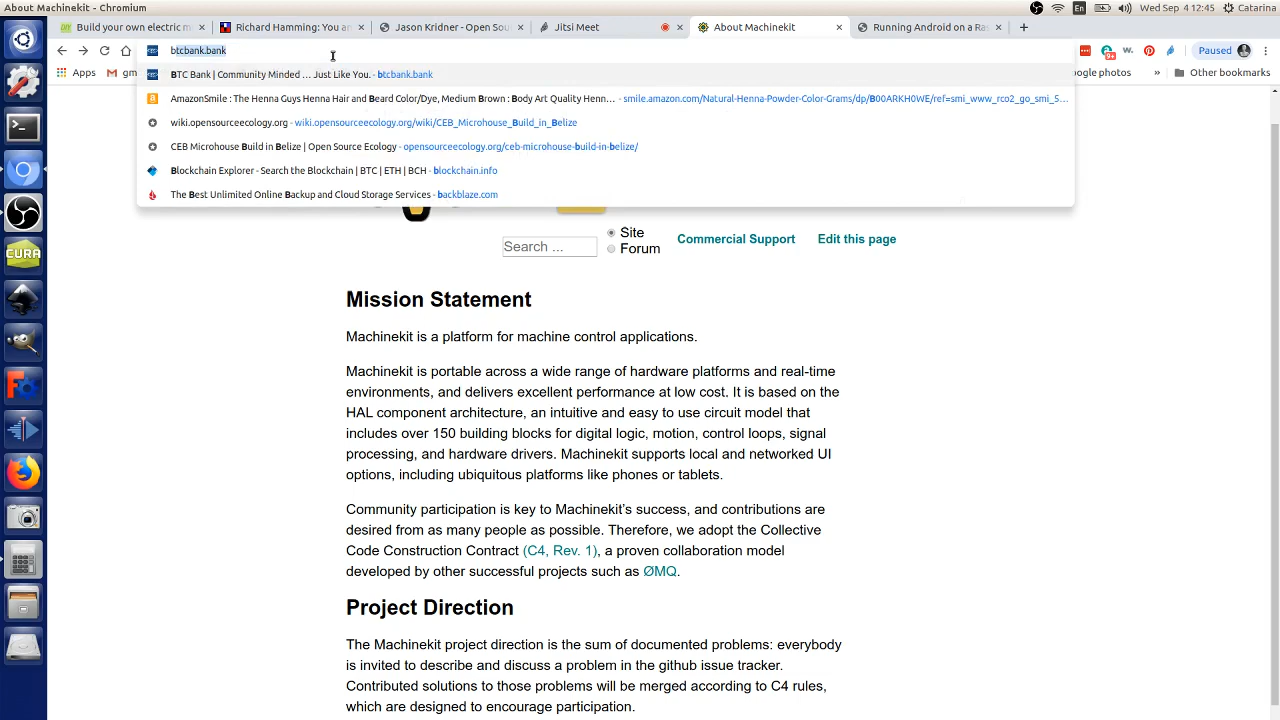 About Machinekit - Chromium
En
Wed Sep 4 12:45
Catarina
Build your own electric m
Richard Hamming: You an
Jason Kridner - Open Sou
Jitsi Meet
About Machinekit
Running Android on a Ras
btcbank.bank
9+
W.
Paused
Apps
gm
oogle photos
»
Other bookmarks
BTC Bank | Community Minded ... Just Like You. - btcbank.bank
AmazonSmile : The Henna Guys Henna Hair and Beard Color/Dye, Medium Brown : Body Art Quality Henn... - smile.amazon.com/Natural-Henna-Powder-Color-Grams/dp/B00ARKH0WE/ref=smi_www_rco2_go_smi_5...
wiki.opensourceecology.org - wiki.opensourceecology.org/wiki/CEB_Microhouse_Build_in_Belize
CEB Microhouse Build in Belize | Open Source Ecology - opensourceecology.org/ceb-microhouse-build-in-belize/
Blockchain Explorer - Search the Blockchain | BTC | ETH | BCH - blockchain.info
The Best Unlimited Online Backup and Cloud Storage Services - backblaze.com
Search ...
Site
Forum
Commercial Support
Edit this page
CURA
Mission Statement
Machinekit is a platform for machine control applications.
Machinekit is portable across a wide range of hardware platforms and real-time
environments, and delivers excellent performance at low cost. It is based on the
HAL component architecture, an intuitive and easy to use circuit model that
includes over 150 building blocks for digital logic, motion, control loops, signal
processing, and hardware drivers. Machinekit supports local and networked UI
options, including ubiquitous platforms like phones or tablets.
Community participation is key to Machinekit's success, and contributions are
desired from as many people as possible. Therefore, we adopt the Collective
Code Construction Contract (C4, Rev. 1), a proven collaboration model
developed by other successful projects such as ØMQ.
Project Direction
The Machinekit project direction is the sum of documented problems: everybody
is invited to describe and discuss a problem in the github issue tracker.
Contributed solutions to those problems will be merged according to C4 rules,
which are designed to encourage participation.